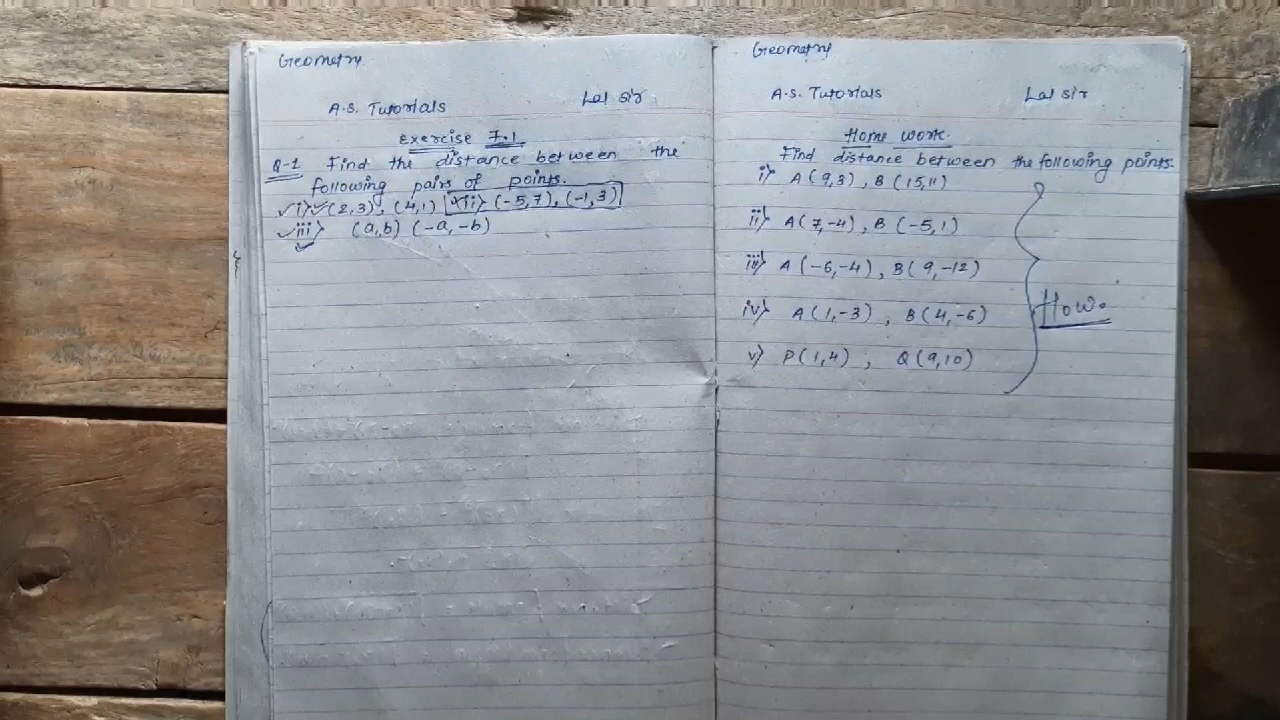 Geometry
A.S. Tutorials Lal sir
Exercise 7.1
Q-1 Find the distance between the
following pairs of points.
i) (2,3), (4,1) ii) (-5,7), (-1,3)
iii) (a,b) (-a,-b)
Geometry
A.S. Tutorials Lal sir
Home work.
Find distance between the following points.
i) A(9,3), B(15,11)
ii) A(7,-4), B(-5,1)
iii) A(-6,-4), B(9,-12)
iv) A(1,-3), B(4,-6)
v) P(1,4), Q(9,10)